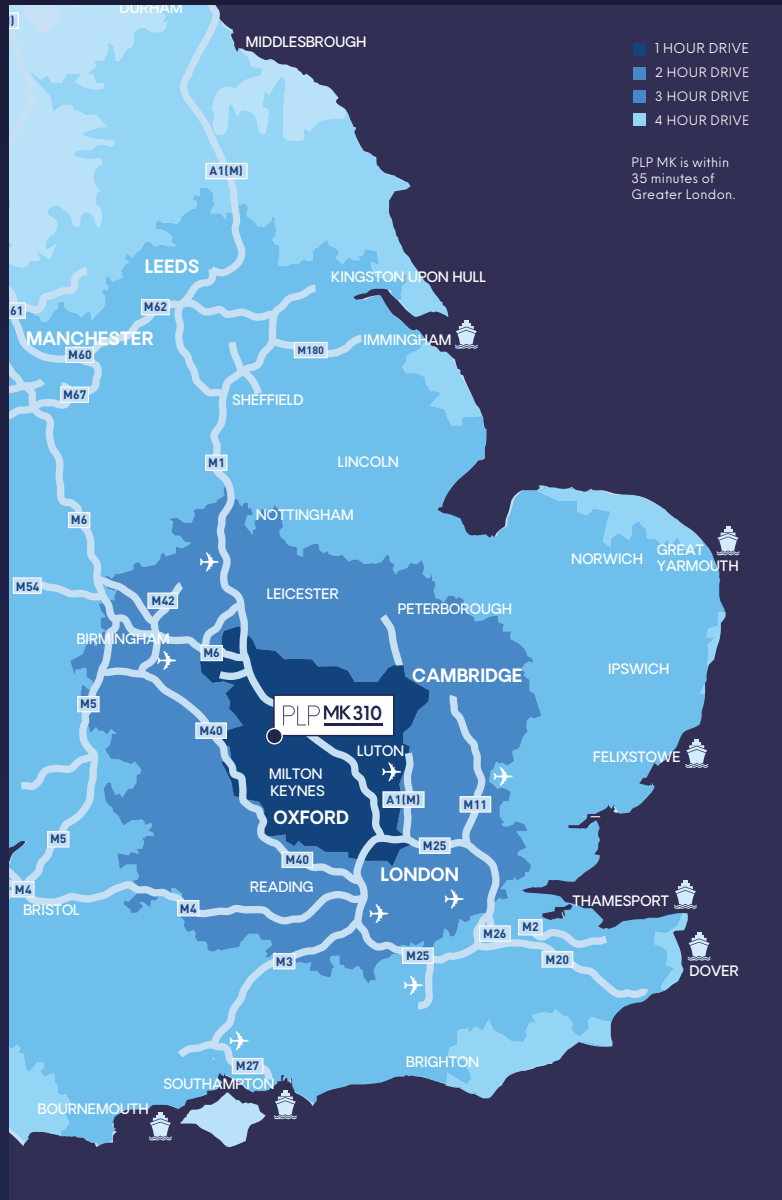 DURHAM
MIDDLESBROUGH
1 HOUR DRIVE
2 HOUR DRIVE
3 HOUR DRIVE
4 HOUR DRIVE
PLP MK is within
35 minutes of
Greater London.
A1(M)
LEEDS
KINGSTON UPON HULL
61
M62
MANCHESTER
M60
M180
IMMINGHAM
M67
SHEFFIELD
M1
LINCOLN
M6
NOTTINGHAM
NORWICH
GREAT
YARMOUTH
M54
M42
LEICESTER
PETERBOROUGH
BIRMINGHAM
M6
CAMBRIDGE
IPSWICH
M5
PLP MK310
M40
LUTON
FELIXSTOWE
MILTON
KEYNES
A1(M)
M11
OXFORD
M5
M25
M40
LONDON
M4
READING
THAMESPORT
BRISTOL
M4
M26
M2
M3
M25
M20
DOVER
M27
BRIGHTON
SOUTHAMPTON
BOURNEMOUTH